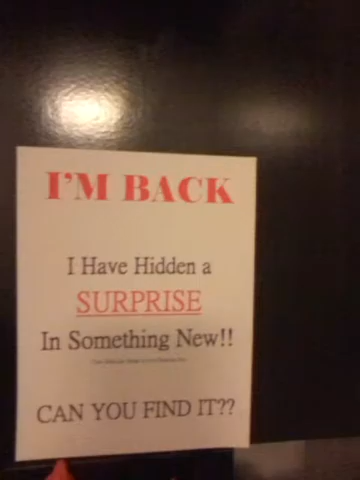 I'M BACK
I Have Hidden a
SURPRISE
In Something New!!
CAN YOU FIND IT??